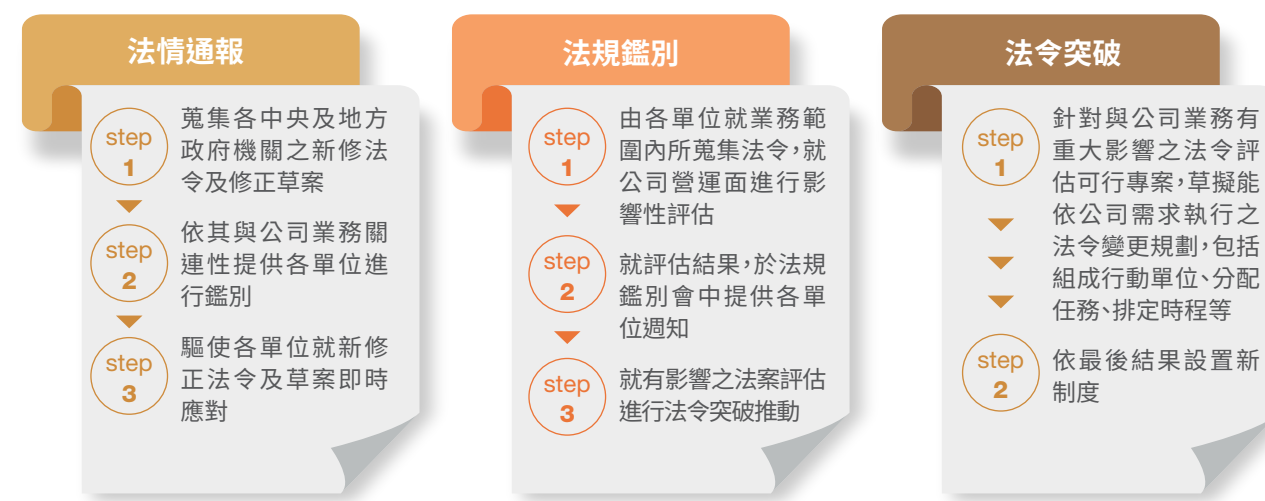 法情通報
step
1
蒐集各中央及地方
政府機關之新修法
令及修正草案
step
2
依其與公司業務關
連性提供各單位進
行鑑別
step
3
驅使各單位就新修
正法令及草案即時
應對
法規鑑別
step
1
由各單位就業務範
圍內所蒐集法令，就
公司營運面進行影
響性評估
step
2
就評估結果，於法規
鑑別會中提供各單
位週知
step
3
就有影響之法案評估
進行法令突破推動
法令突破
step
1
針對與公司業務有
重大影響之法令評
估可行專案，草擬能
依公司需求執行之
法令變更規劃，包括
組成行動單位、分配
任務、排定時程等
step
2
依最後結果設置新
制度